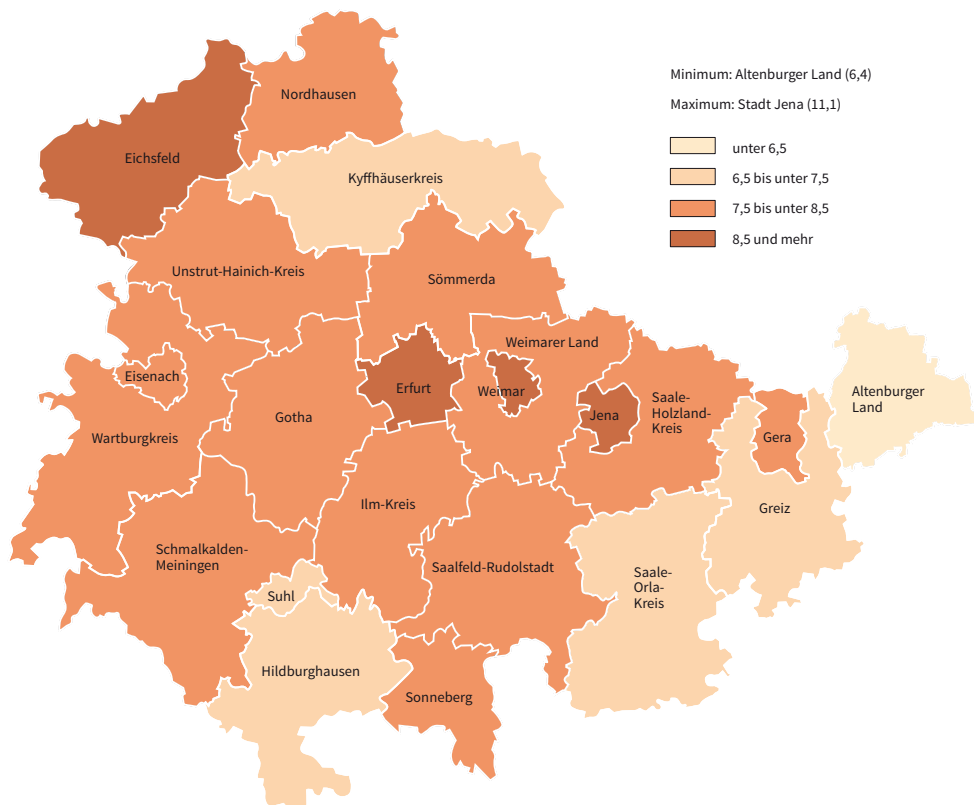 Minimum: Altenburger Land (6,4)
Maximum: Stadt Jena (11,1)
unter 6,5
6,5 bis unter 7,5
7,5 bis unter 8,5
8,5 und mehr
Nordhausen
Eichsfeld
Kyffhäuserkreis
Unstrut-Hainich-Kreis
Sömmerda
Weimarer Land
Eisenach
Erfurt
Weimar
Altenburger
Land
Saale-
Holzland-
Kreis
Jena
Gotha
Wartburgkreis
Gera
Ilm-Kreis
Greiz
Schmalkalden-
Meiningen
Saalfeld-Rudolstadt
Saale-
Orla-
Kreis
Suhl
Hildburghausen
Sonneberg